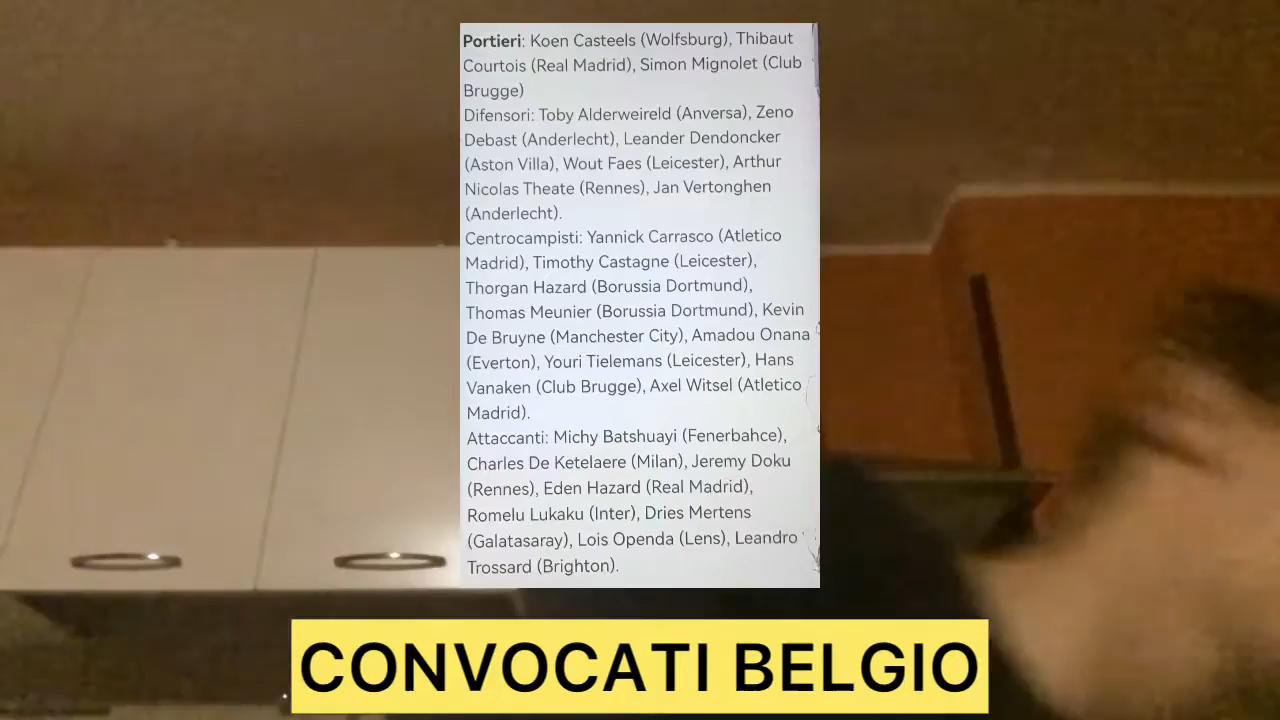 Portieri: Koen Casteels (Wolfsburg), Thibaut
Courtois (Real Madrid), Simon Mignolet (Club
Brugge)
Difensori: Toby Alderweireld (Anversa), Zeno
Debast (Anderlecht), Leander Dendoncker
(Aston Villa), Wout Faes (Leicester), Arthur
Nicolas Theate (Rennes), Jan Vertonghen
(Anderlecht).
Centrocampisti: Yannick Carrasco (Atletico
Madrid), Timothy Castagne (Leicester),
Thorgan Hazard (Borussia Dortmund),
Thomas Meunier (Borussia Dortmund), Kevin
De Bruyne (Manchester City), Amadou Onana
(Everton), Youri Tielemans (Leicester), Hans
Vanaken (Club Brugge), Axel Witsel (Atletico
Madrid).
Attaccanti: Michy Batshuayi (Fenerbahce),
Charles De Ketelaere (Milan), Jeremy Doku
(Rennes), Eden Hazard (Real Madrid),
Romelu Lukaku (Inter), Dries Mertens
(Galatasaray), Lois Openda (Lens), Leandro
Trossard (Brighton).
CONVOCATI BELGIO